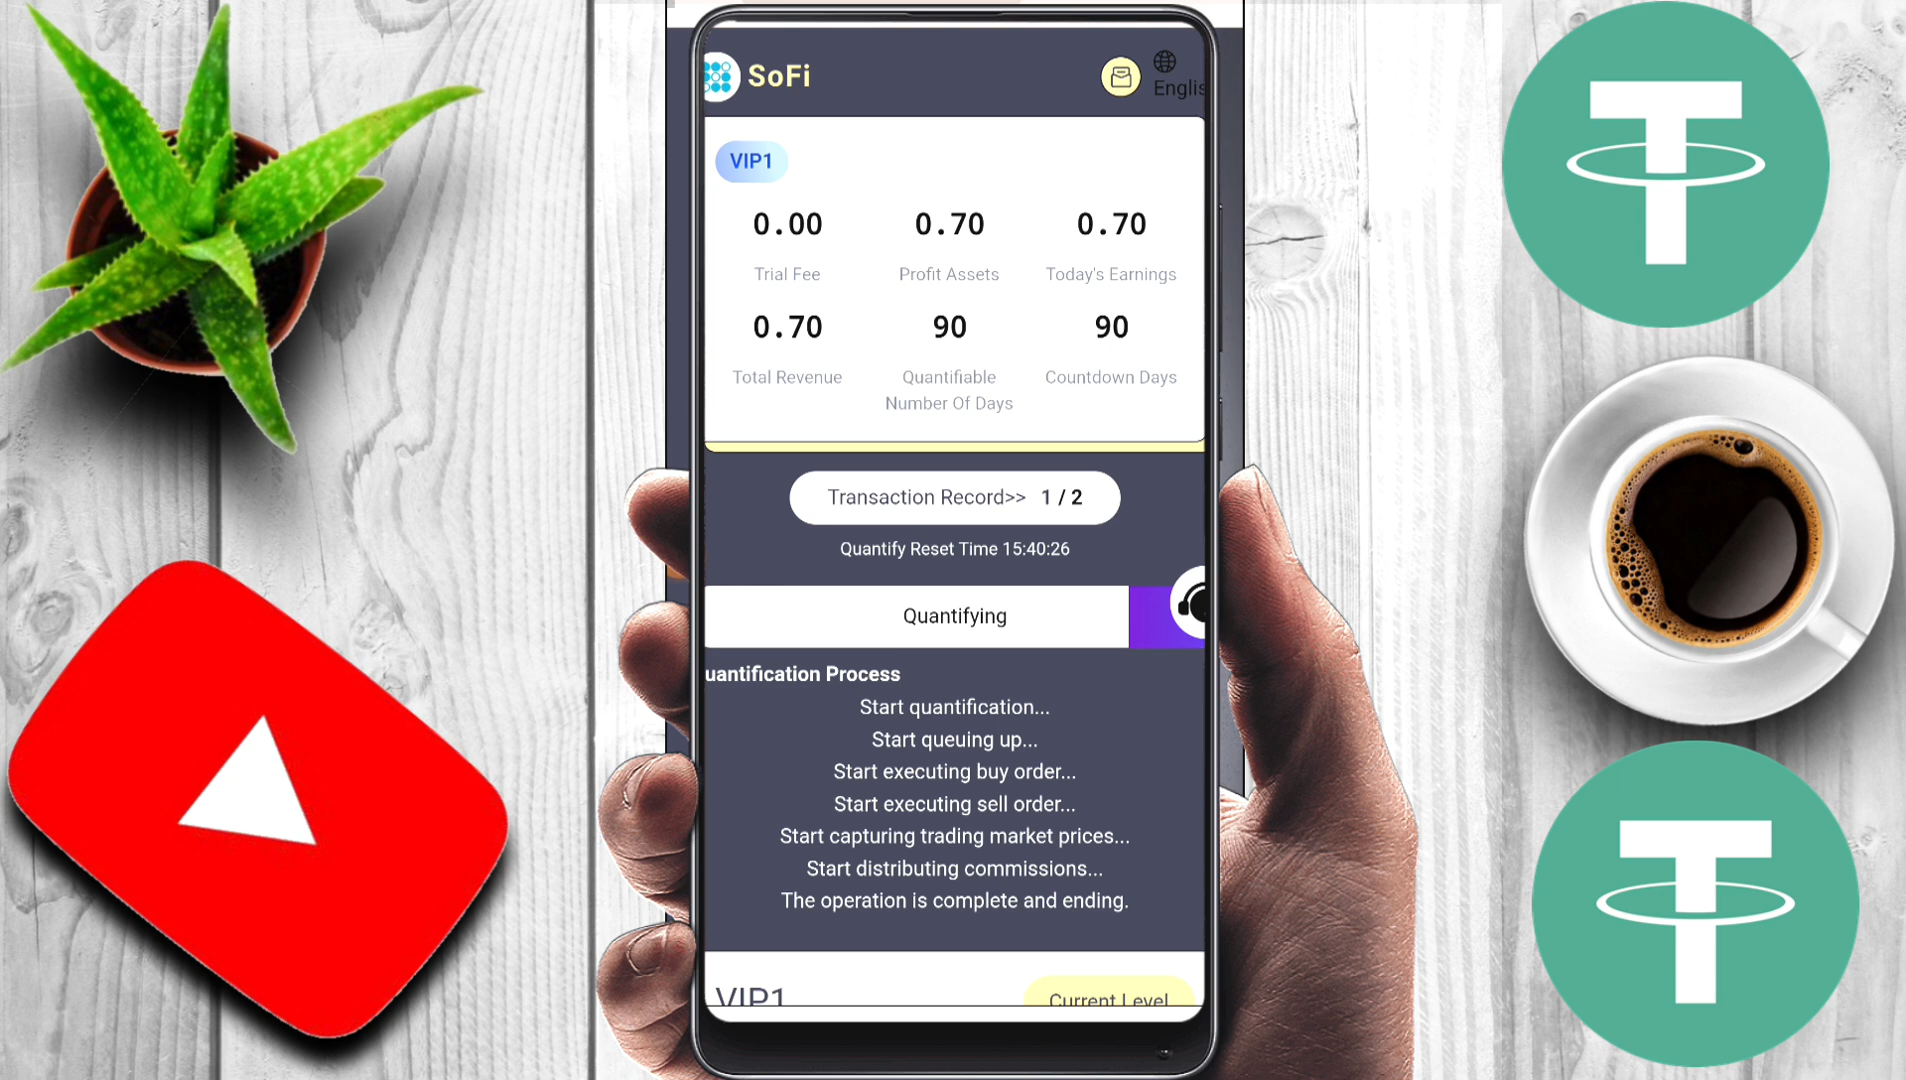 SoFi
Englis
VIP1
0.00 0.70 0.70
Trial Fee Profit Assets Today's Earnings
0.70 90 90
Total Revenue Quantifiable Number Of Days Countdown Days
Transaction Record>> 1 / 2
Quantify Reset Time 15:40:26
Quantifying
uantification Process
Start quantification...
Start queuing up...
Start executing buy order...
Start executing sell order...
Start capturing trading market prices...
Start distributing commissions...
The operation is complete and ending.
VIP1 Current Level